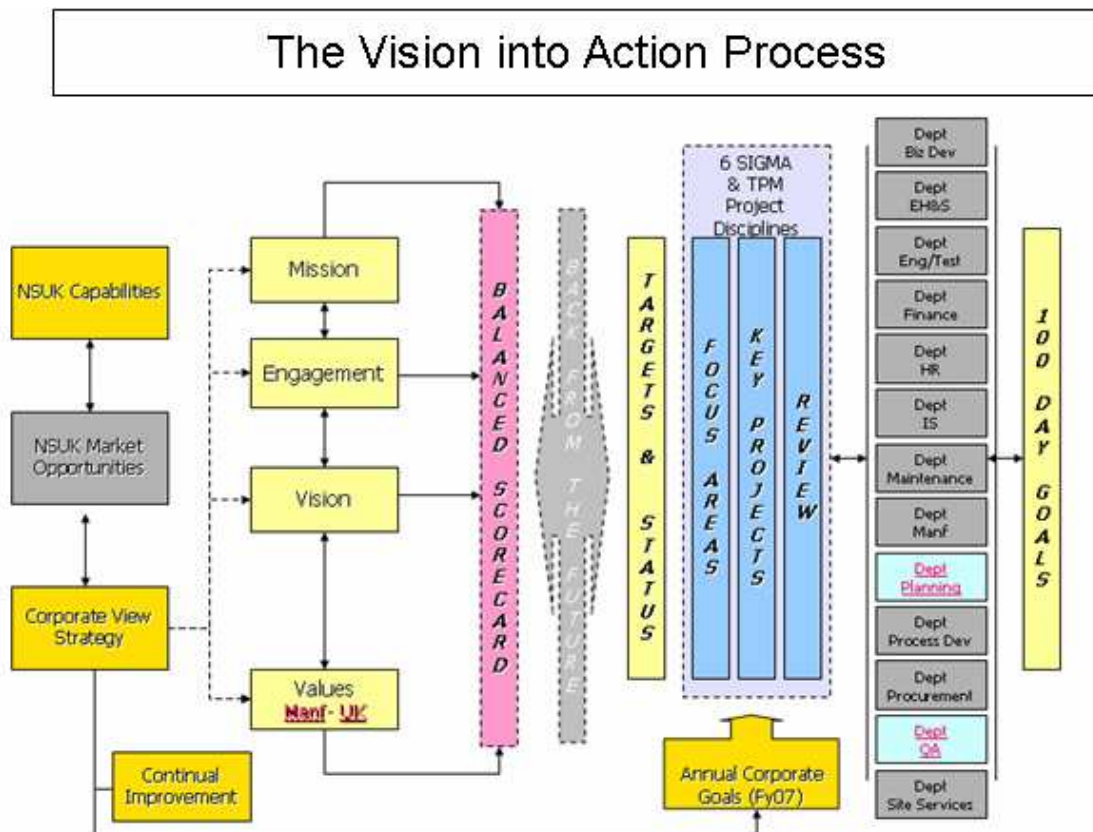 The Vision into Action Process
NSUK Capabilities
NSUK Market
Opportunities
Corporate View
Strategy
Continual
Improvement
Mission
Engagement
Vision
Values
Nanf- UK
BALANCED SCORECARD
BACK FROM THE FUTURE
TARGETS & STATUS
6 SIGMA
& TPM
Project
Disciplines
FOCUS AREAS
KEY PROJECTS
REVIEW
Annual Corporate
Goals (Fy07)
Dept
Biz Dev
Dept
EH&S
Dept
Eng/Test
Dept
Finance
Dept
HR
Dept
IS
Dept
Maintenance
Dept
Manf
Dept
Planning
Dept
Process Dev
Dept
Procurement
Dept
QA
Dept
Site Services
100 DAY GOALS